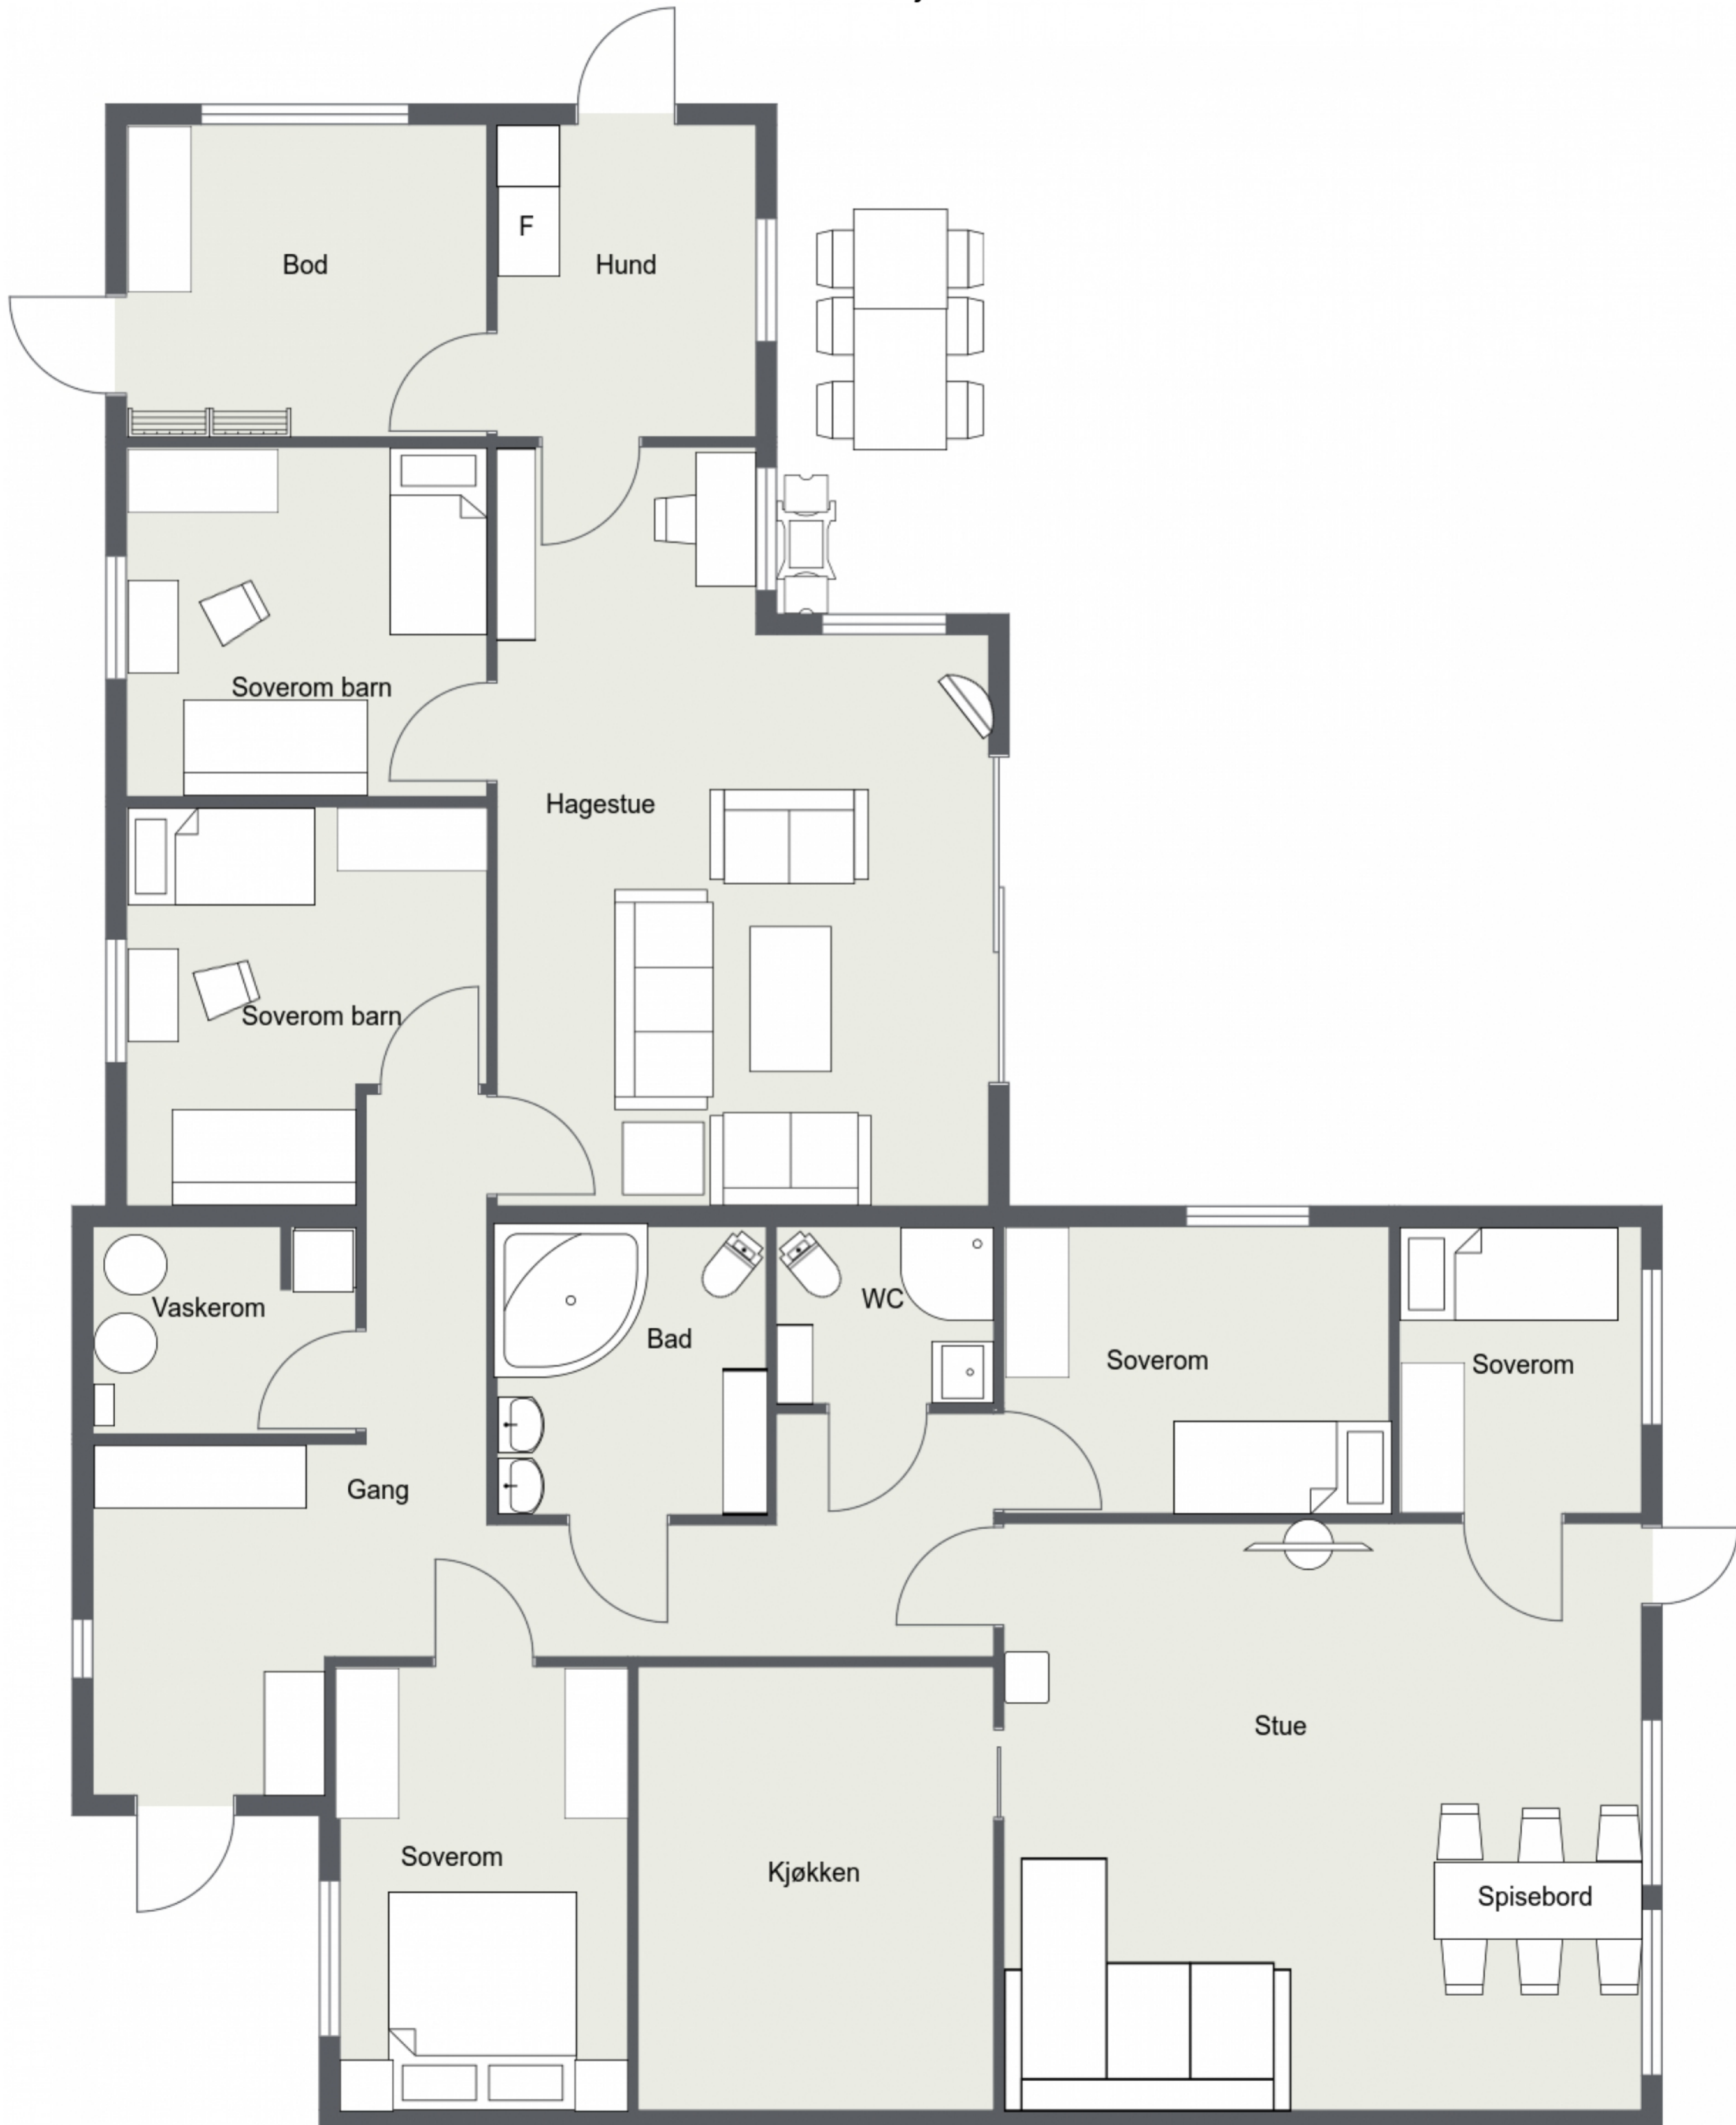 Bod
F
Hund
Soverom barn
Hagestue
Soverom barn
Vaskerom
WC
Bad
Soverom
Soverom
Gang
Stue
Soverom
Kjøkken
Spisebord